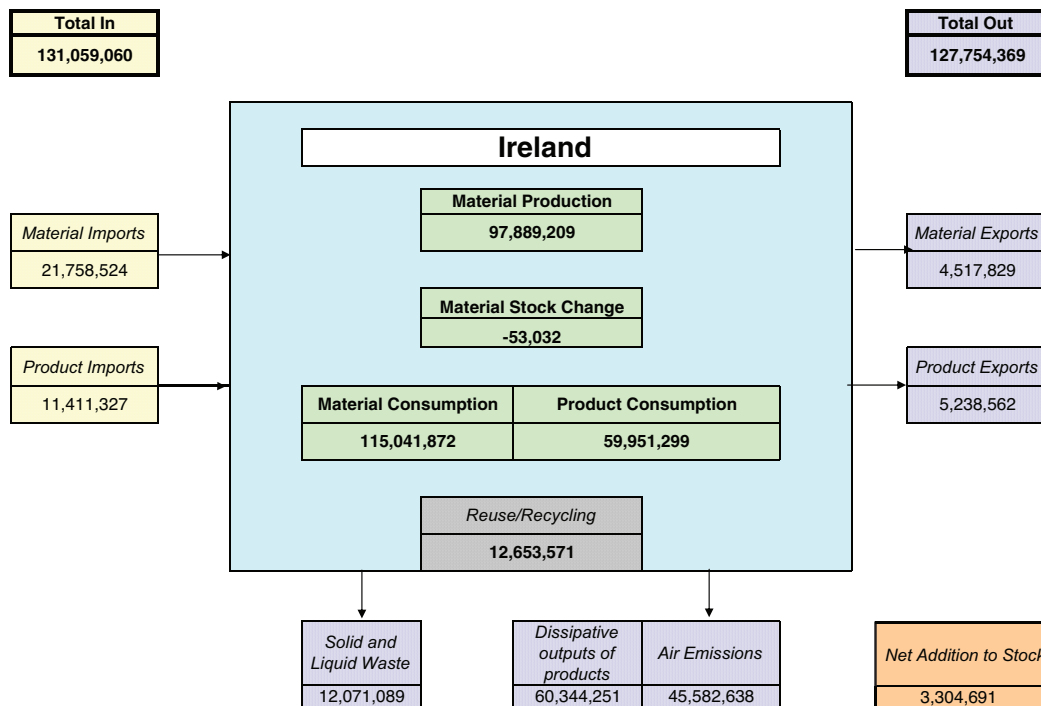 Total In
131,059,060
Total Out
127,754,369
Ireland
Material Production
97,889,209
Material Imports
21,758,524
Material Exports
4,517,829
Material Stock Change
-53,032
Product Imports
11,411,327
Product Exports
5,238,562
Material Consumption
Product Consumption
115,041,872
59,951,299
Reuse/Recycling
12,653,571
Solid and
Liquid Waste
12,071,089
Dissipative
outputs of
products
60,344,251
Air Emissions
45,582,638
Net Addition to Stock
3,304,691